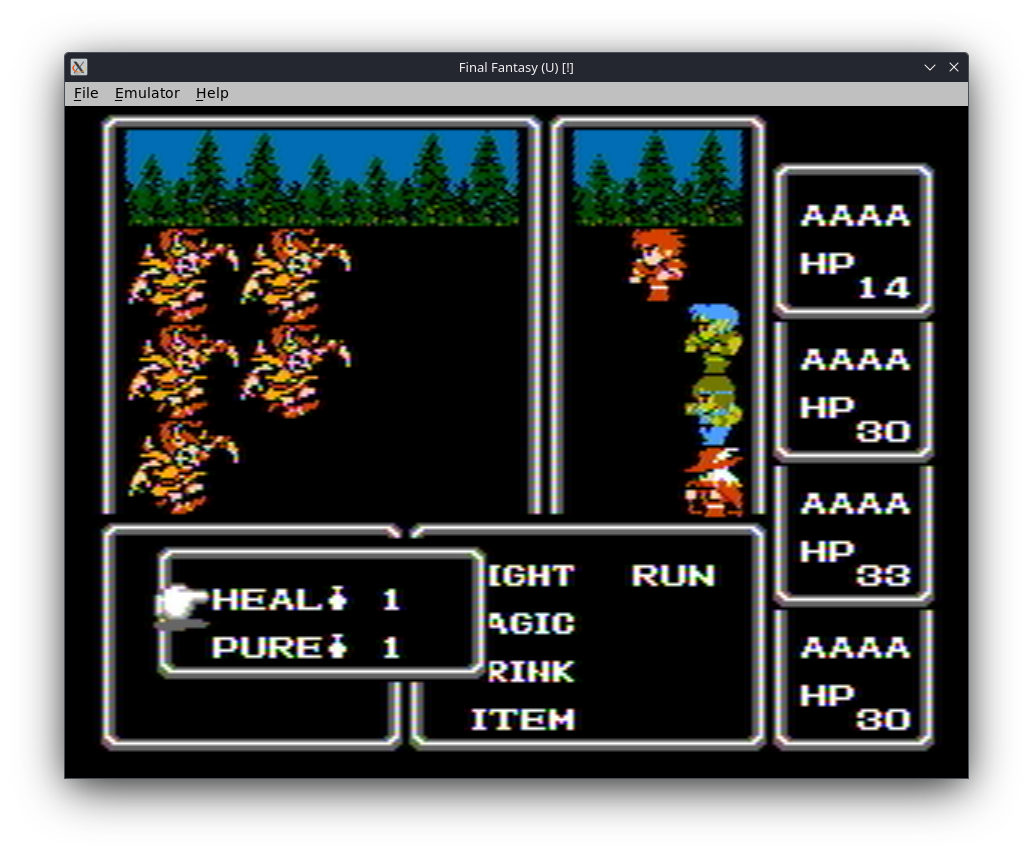 Final Fantasy (U) [!]
File Emulator Help
AAAA
HP
14
AAAA
HP
30
AAAA
HP
33
AAAA
HP
30
HEAL 1
PURE 1
IGHT RUN
AGIC
RINK
ITEM